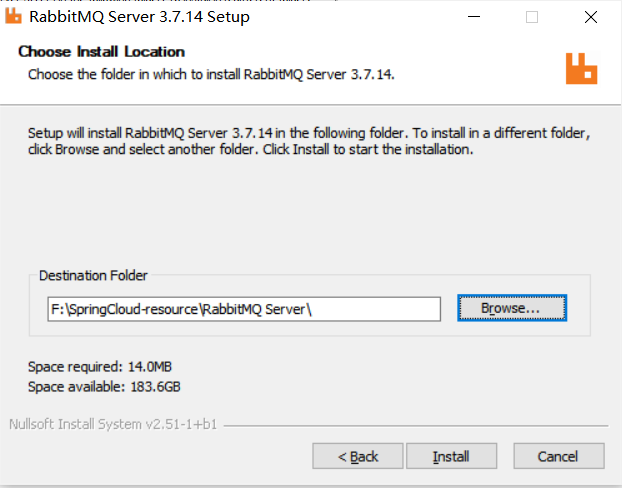 RabbitMQ Server 3.7.14 Setup
Choose Install Location
Choose the folder in which to install RabbitMQ Server 3.7.14.
Setup will install RabbitMQ Server 3.7.14 in the following folder. To install in a different folder,
click Browse and select another folder. Click Install to start the installation.
Destination Folder
F:\SpringCloud-resource\RabbitMQ Server\
Browse...
Space required: 14.0MB
Space available: 183.6GB
Nullsoft Install System v2.51-1+b1
< Back
Install
Cancel